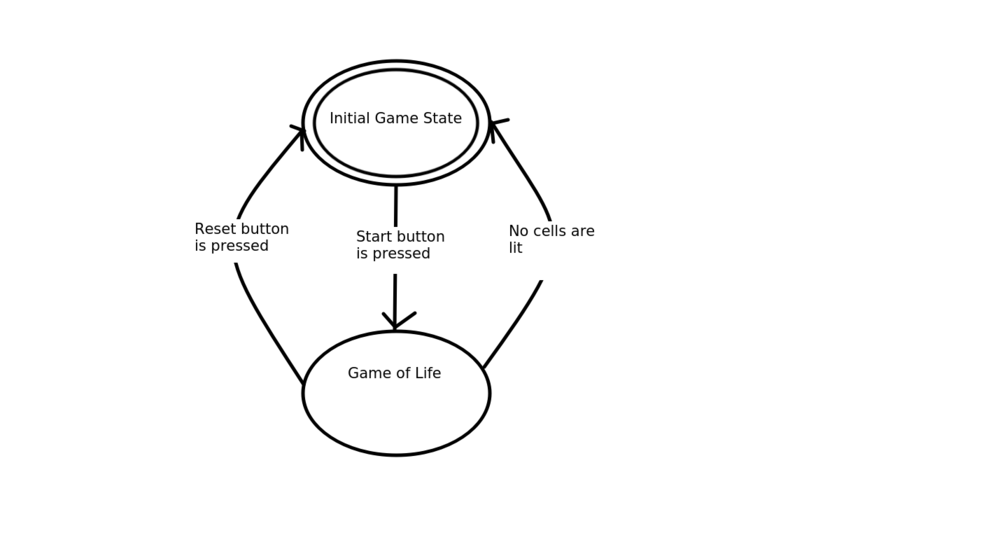 Initial Game State
Reset button
is pressed
Start button
is pressed
No cells are
lit
Game of Life